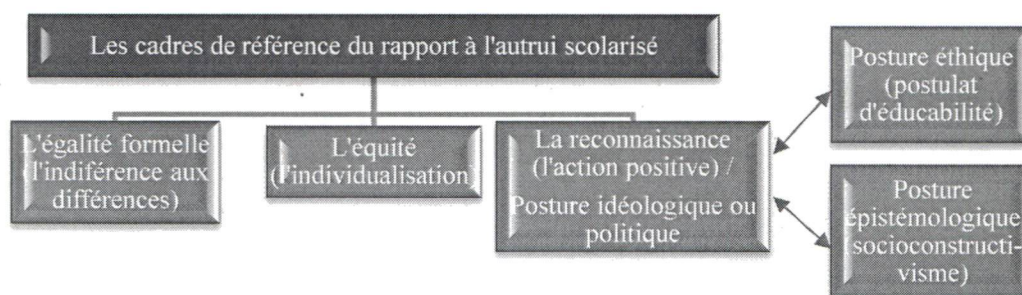 Les cadres de référence du rapport à l'autrui scolarisé
L'égalité formelle
(l'indiférence aux
différences)
L'équité
(l'individualisation)
La reconnaissance
(l'action positive) /
Posture idéologique ou
politique
Posture éthique
(postulat
d'éducabilité)
Posture
épistémologique
(socioconstructi-
visme)